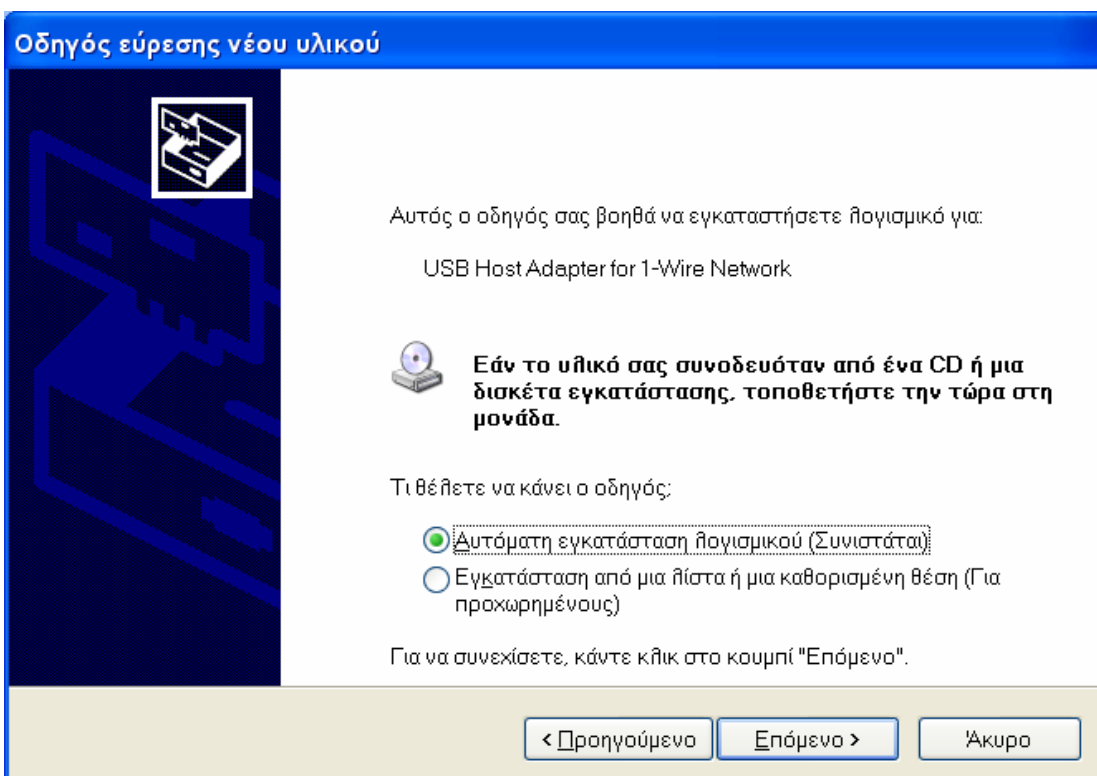 Οδηγός εύρεσης νέου υλικού
Αυτός ο οδηγός σας βοηθά να εγκαταστήσετε λογισμικό για:
USB Host Adapter for 1-Wire Network
Εάν το υλικό σας συνοδευόταν από ένα CD ή μια
δισκέτα εγκατάστασης, τοποθετήστε την τώρα στη
μονάδα.
Τι θέλετε να κάνει ο οδηγός;
Αυτόματη εγκατάσταση λογισμικού (Συνιστάται)
Εγκατάσταση από μια λίστα ή μια καθορισμένη θέση (Για
προχωρημένους)
Για να συνεχίσετε, κάντε κλικ στο κουμπί "Επόμενο".
< Προηγούμενο Επόμενο > Άκυρο